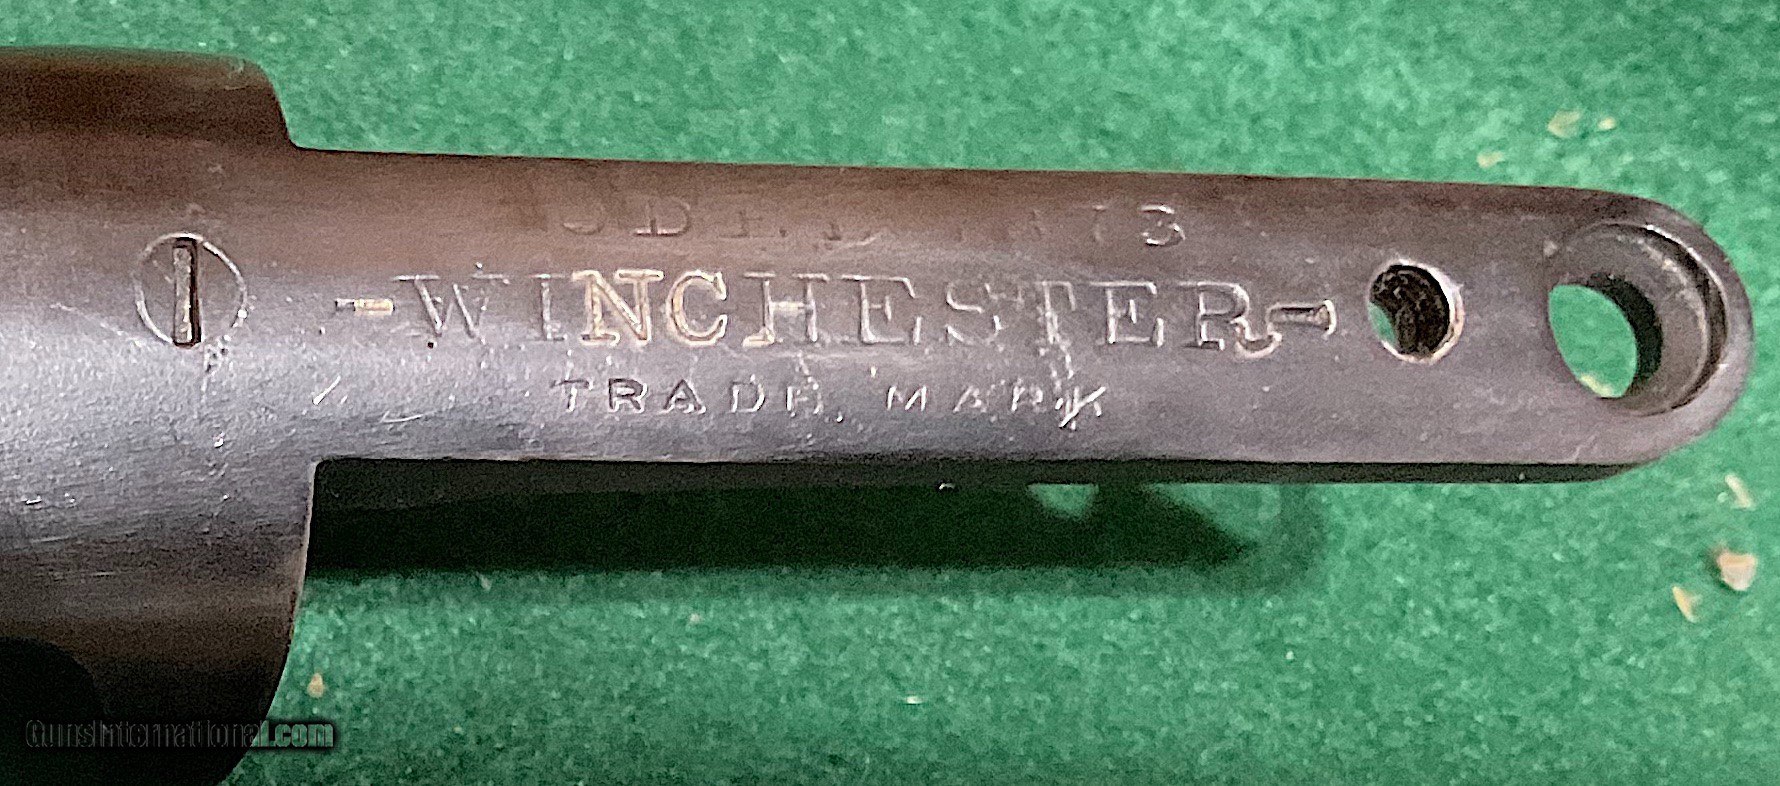 -WINCHESTER-
TRADE MARK
GunsInternational.com